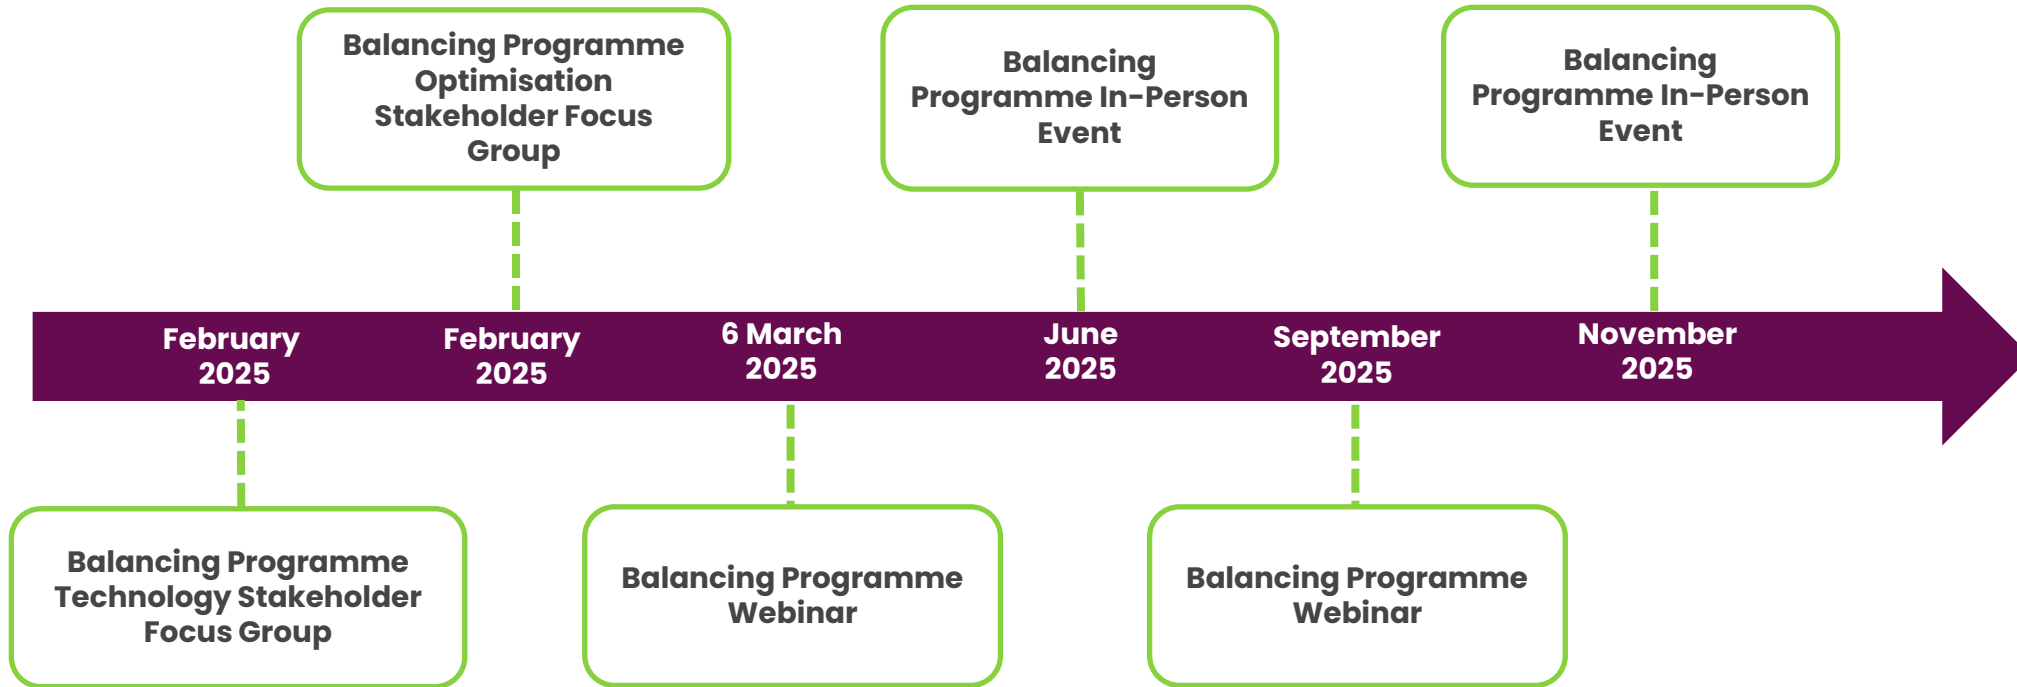 Balancing Programme
Optimisation
Stakeholder Focus
Group
Balancing
Programme In-Person
Event
Balancing
Programme In-Person
Event
February
2025
February
2025
6 March
2025
June
2025
September
2025
November
2025
Balancing Programme
Technology Stakeholder
Focus Group
Balancing Programme
Webinar
Balancing Programme
Webinar